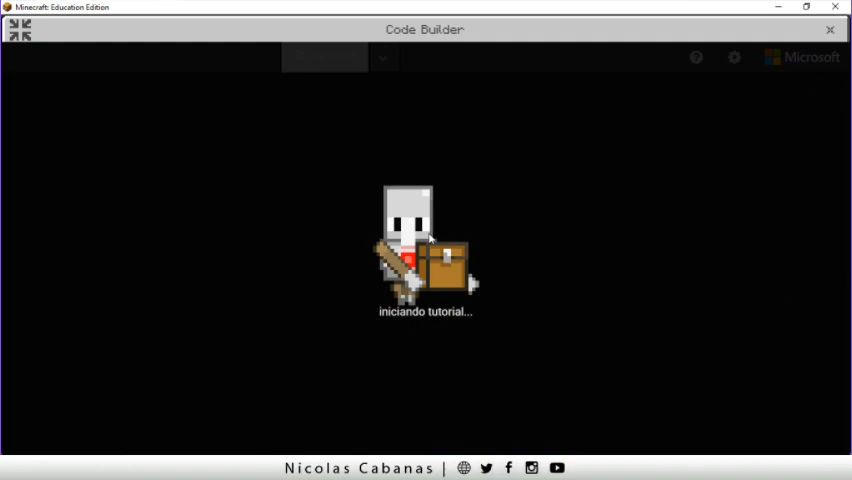 Minecraft: Education Edition
Code Builder
Microsoft
iniciando tutorial...
Nicolas Cabanas |